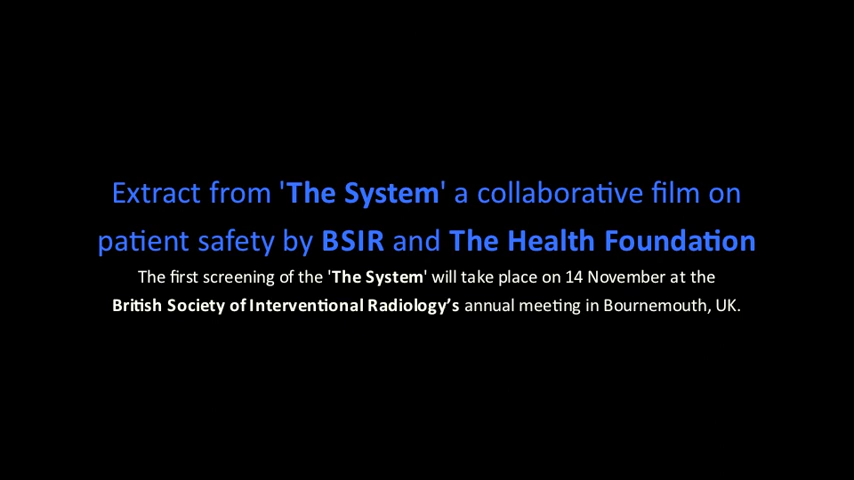 Extract from 'The System' a collaborative film on
patient safety by BSIR and The Health Foundation
The first screening of the 'The System' will take place on 14 November at the
British Society of Interventional Radiology’s annual meeting in Bournemouth, UK.